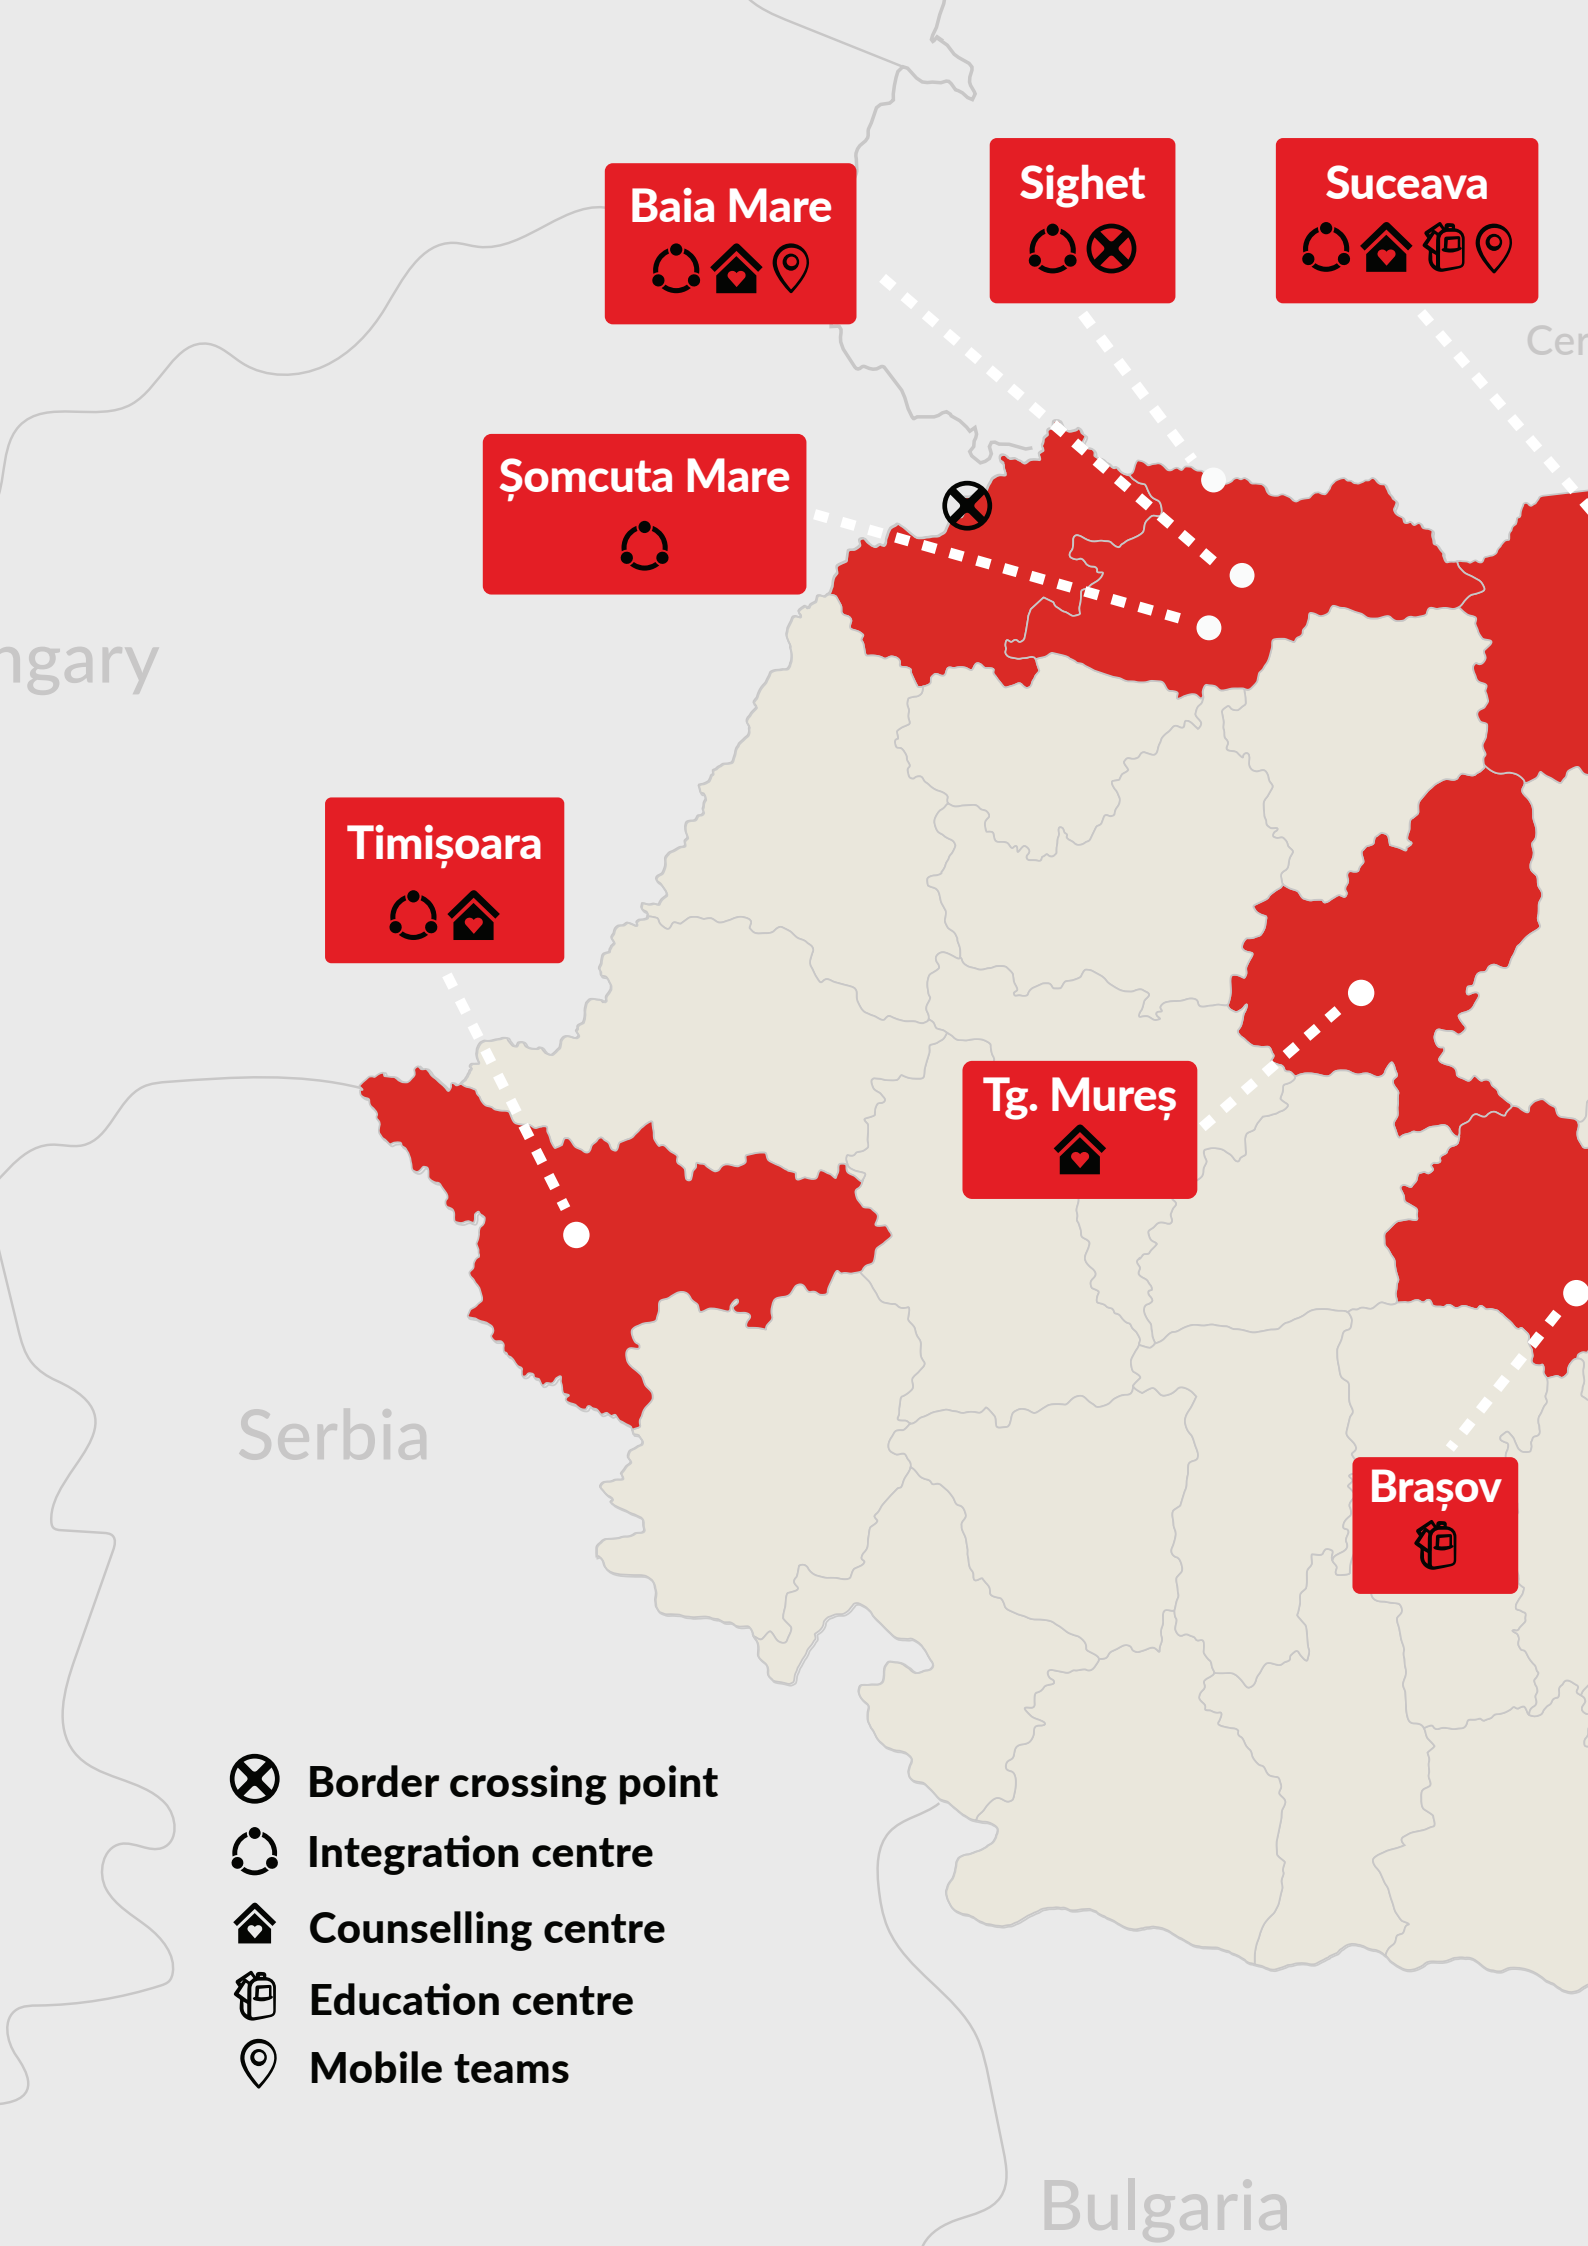 Baia Mare
Sighet
Suceava
Cer
Șomcuta Mare
ngary
Timișoara
Tg. Mureș
Serbia
Brașov
Border crossing point
Integration centre
Counselling centre
Education centre
Mobile teams
Bulgaria